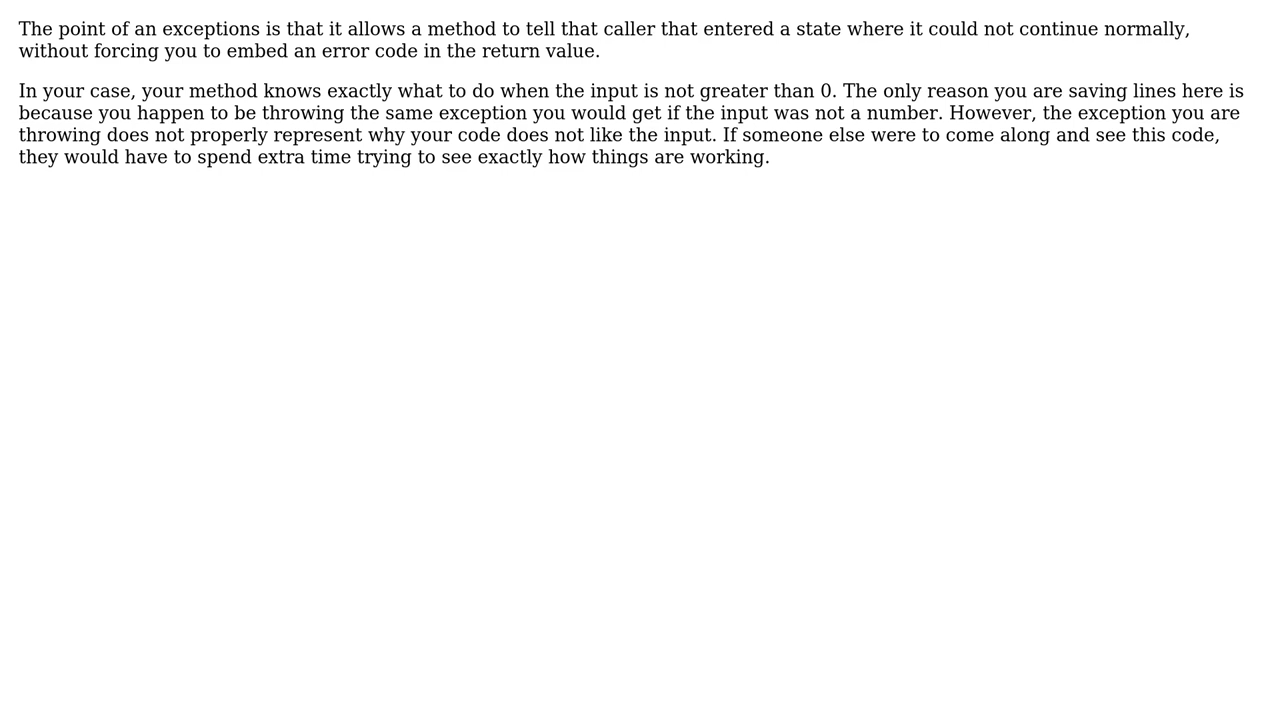 The point of an exceptions is that it allows a method to tell that caller that entered a state where it could not continue normally,
without forcing you to embed an error code in the return value.
In your case, your method knows exactly what to do when the input is not greater than 0. The only reason you are saving lines here is
because you happen to be throwing the same exception you would get if the input was not a number. However, the exception you are
throwing does not properly represent why your code does not like the input. If someone else were to come along and see this code,
they would have to spend extra time trying to see exactly how things are working.